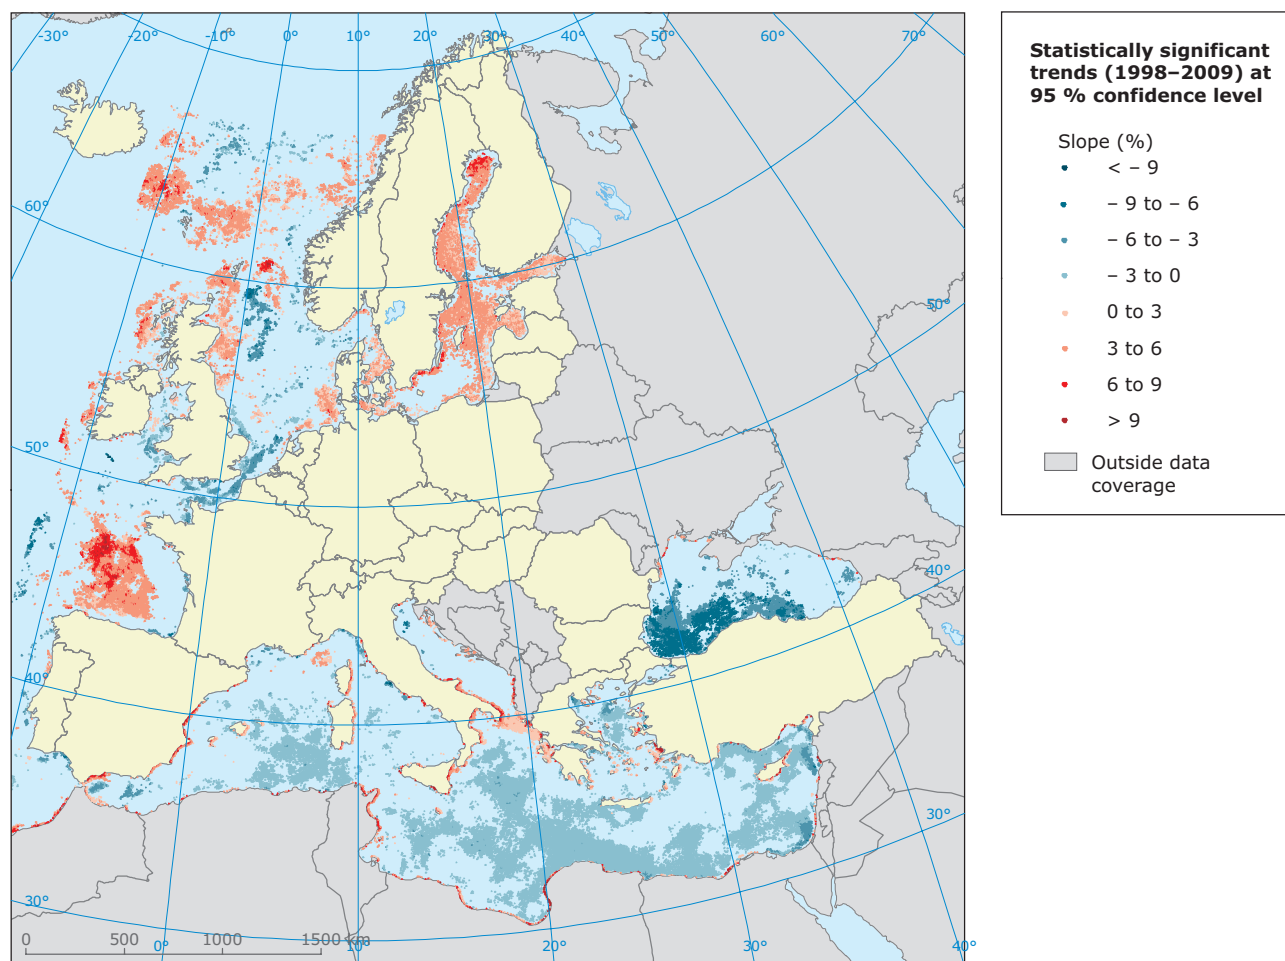 -30°
-20°
-10°
0°
10°
20°
30°
40°
50°
60°
70°
60°
50°
50°
40°
40°
30°
30°
0 500 1000 1500 km
0°
10°
20°
30°
40°
Statistically significant
trends (1998–2009) at
95 % confidence level
Slope (%)
< – 9
– 9 to – 6
– 6 to – 3
– 3 to 0
0 to 3
3 to 6
6 to 9
> 9
Outside data
coverage